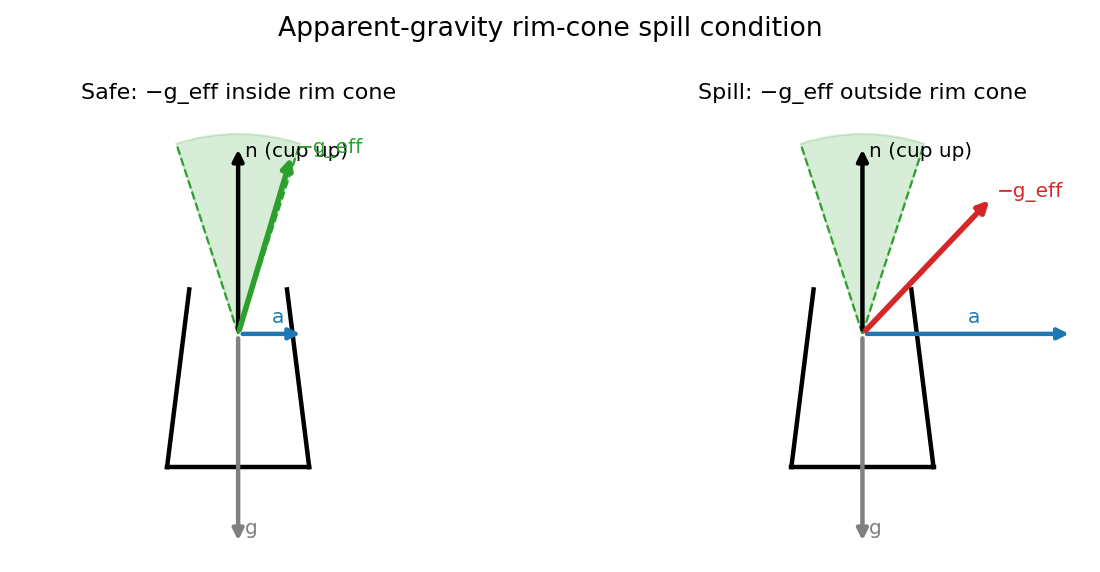 Apparent-gravity rim-cone spill condition
Safe: −g_eff inside rim cone
Spill: −g_eff outside rim cone
n (cup up)
−g_eff
n (cup up)
−g_eff
a
a
g
g